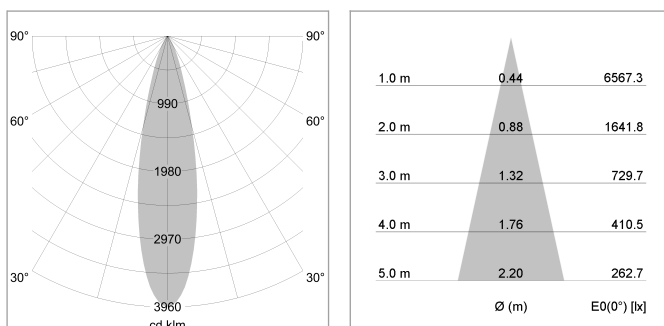 90° 90°
990
60° 60°
1980
2970
30° 30°
3960
cd klm
1.0 m 0.44 6567.3
2.0 m 0.88 1641.8
3.0 m 1.32 729.7
4.0 m 1.76 410.5
5.0 m 2.20 262.7
Ø (m) E0(0°) [lx]